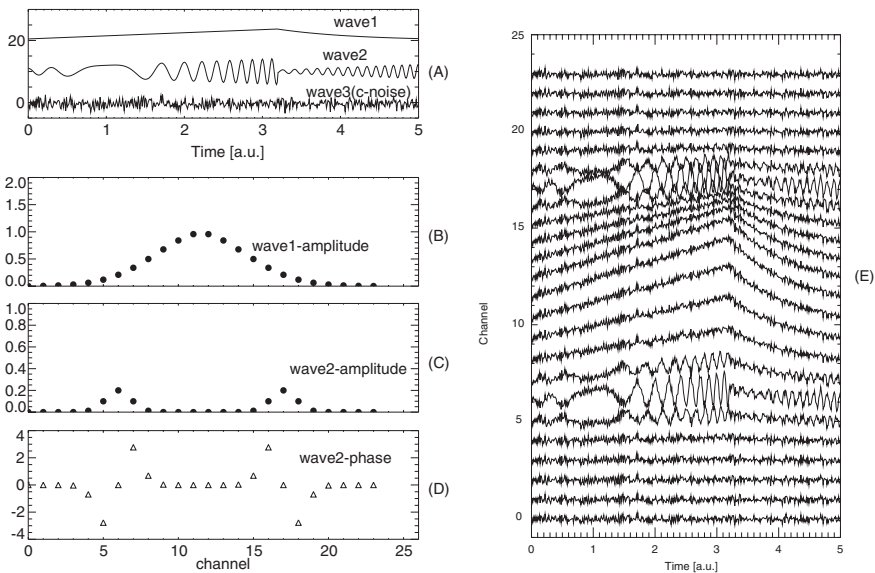 wave1
20
wave2
(A)
wave3(c-noise)
0
0 1 2 3 4 5
Time [a.u.]
2.0
1.5
wave1-amplitude
(B)
1.0
0.5
0.0
1.0
0.8
0.6
wave2-amplitude
(C)
0.4
0.2
0.0
4
2
wave2-phase
0
(D)
-2
-4
0 5 10 15 20 25
channel
25
20
15
(E)
Channel
10
5
0
0 1 2 3 4 5
Time [a.u.]